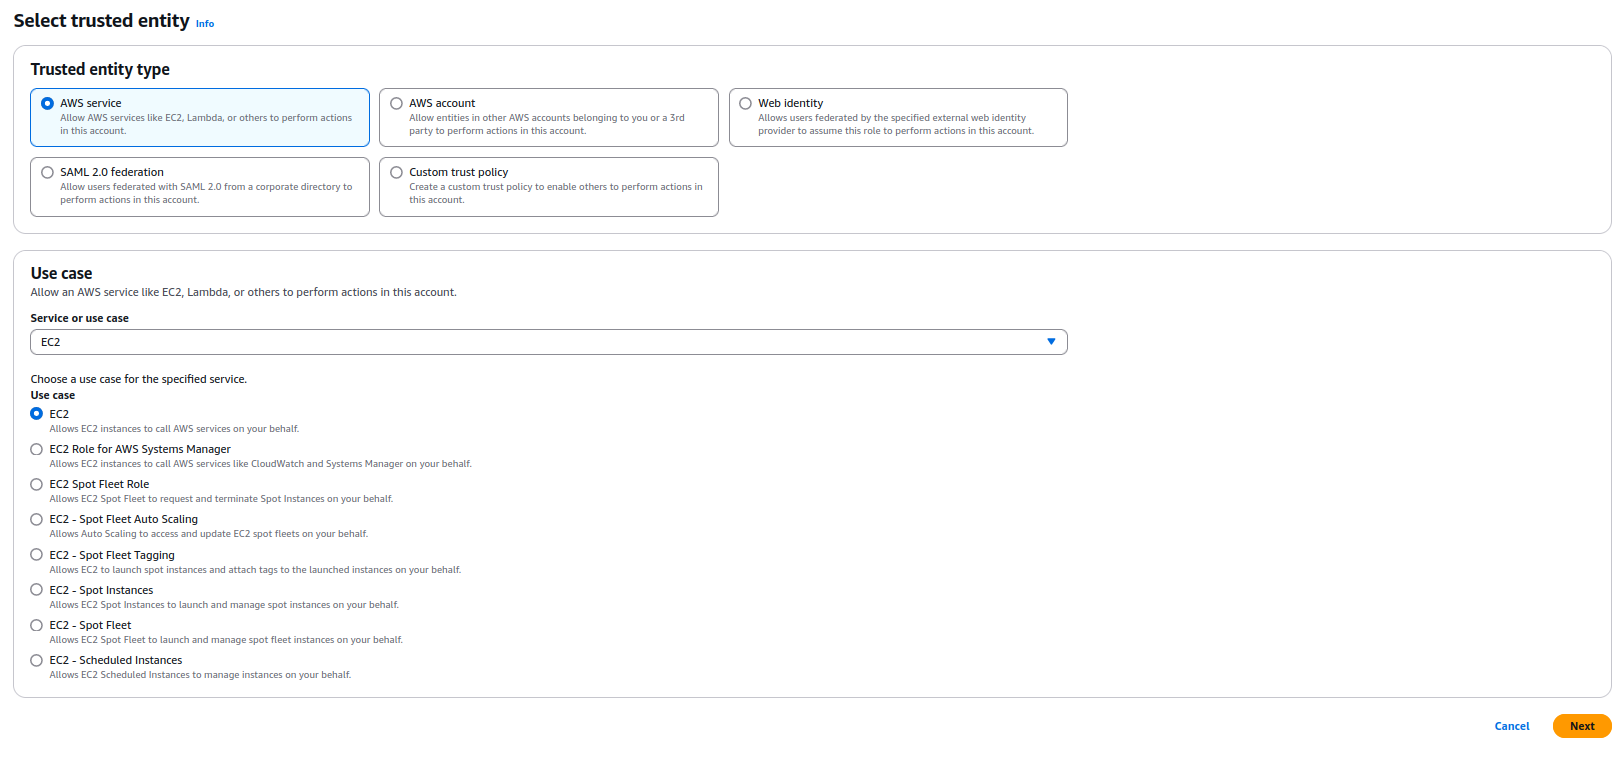 Select trusted entity Info
Trusted entity type
AWS service
Allow AWS services like EC2, Lambda, or others to perform actions
in this account.
AWS account
Allow entities in other AWS accounts belonging to you or a 3rd
party to perform actions in this account.
Web identity
Allows users federated by the specified external web identity
provider to assume this role to perform actions in this account.
SAML 2.0 federation
Allow users federated with SAML 2.0 from a corporate directory to
perform actions in this account.
Custom trust policy
Create a custom trust policy to enable others to perform actions in
this account.
Use case
Allow an AWS service like EC2, Lambda, or others to perform actions in this account.
Service or use case
EC2
Choose a use case for the specified service.
Use case
EC2
Allows EC2 instances to call AWS services on your behalf.
EC2 Role for AWS Systems Manager
Allows EC2 instances to call AWS services like CloudWatch and Systems Manager on your behalf.
EC2 Spot Fleet Role
Allows EC2 Spot Fleet to request and terminate Spot Instances on your behalf.
EC2 - Spot Fleet Auto Scaling
Allows Auto Scaling to access and update EC2 spot fleets on your behalf.
EC2 - Spot Fleet Tagging
Allows EC2 to launch spot instances and attach tags to the launched instances on your behalf.
EC2 - Spot Instances
Allows EC2 Spot Instances to launch and manage spot instances on your behalf.
EC2 - Spot Fleet
Allows EC2 Spot Fleet to launch and manage spot fleet instances on your behalf.
EC2 - Scheduled Instances
Allows EC2 Scheduled Instances to manage instances on your behalf.
Cancel Next